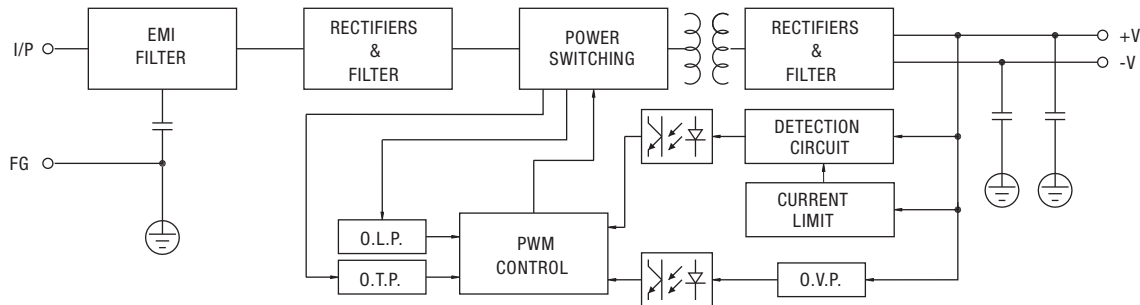 I/P
EMI
FILTER
RECTIFIERS
&
FILTER
POWER
SWITCHING
RECTIFIERS
&
FILTER
+V
-V
DETECTION
CIRCUIT
FG
CURRENT
LIMIT
O.L.P.
PWM
CONTROL
O.T.P.
O.V.P.